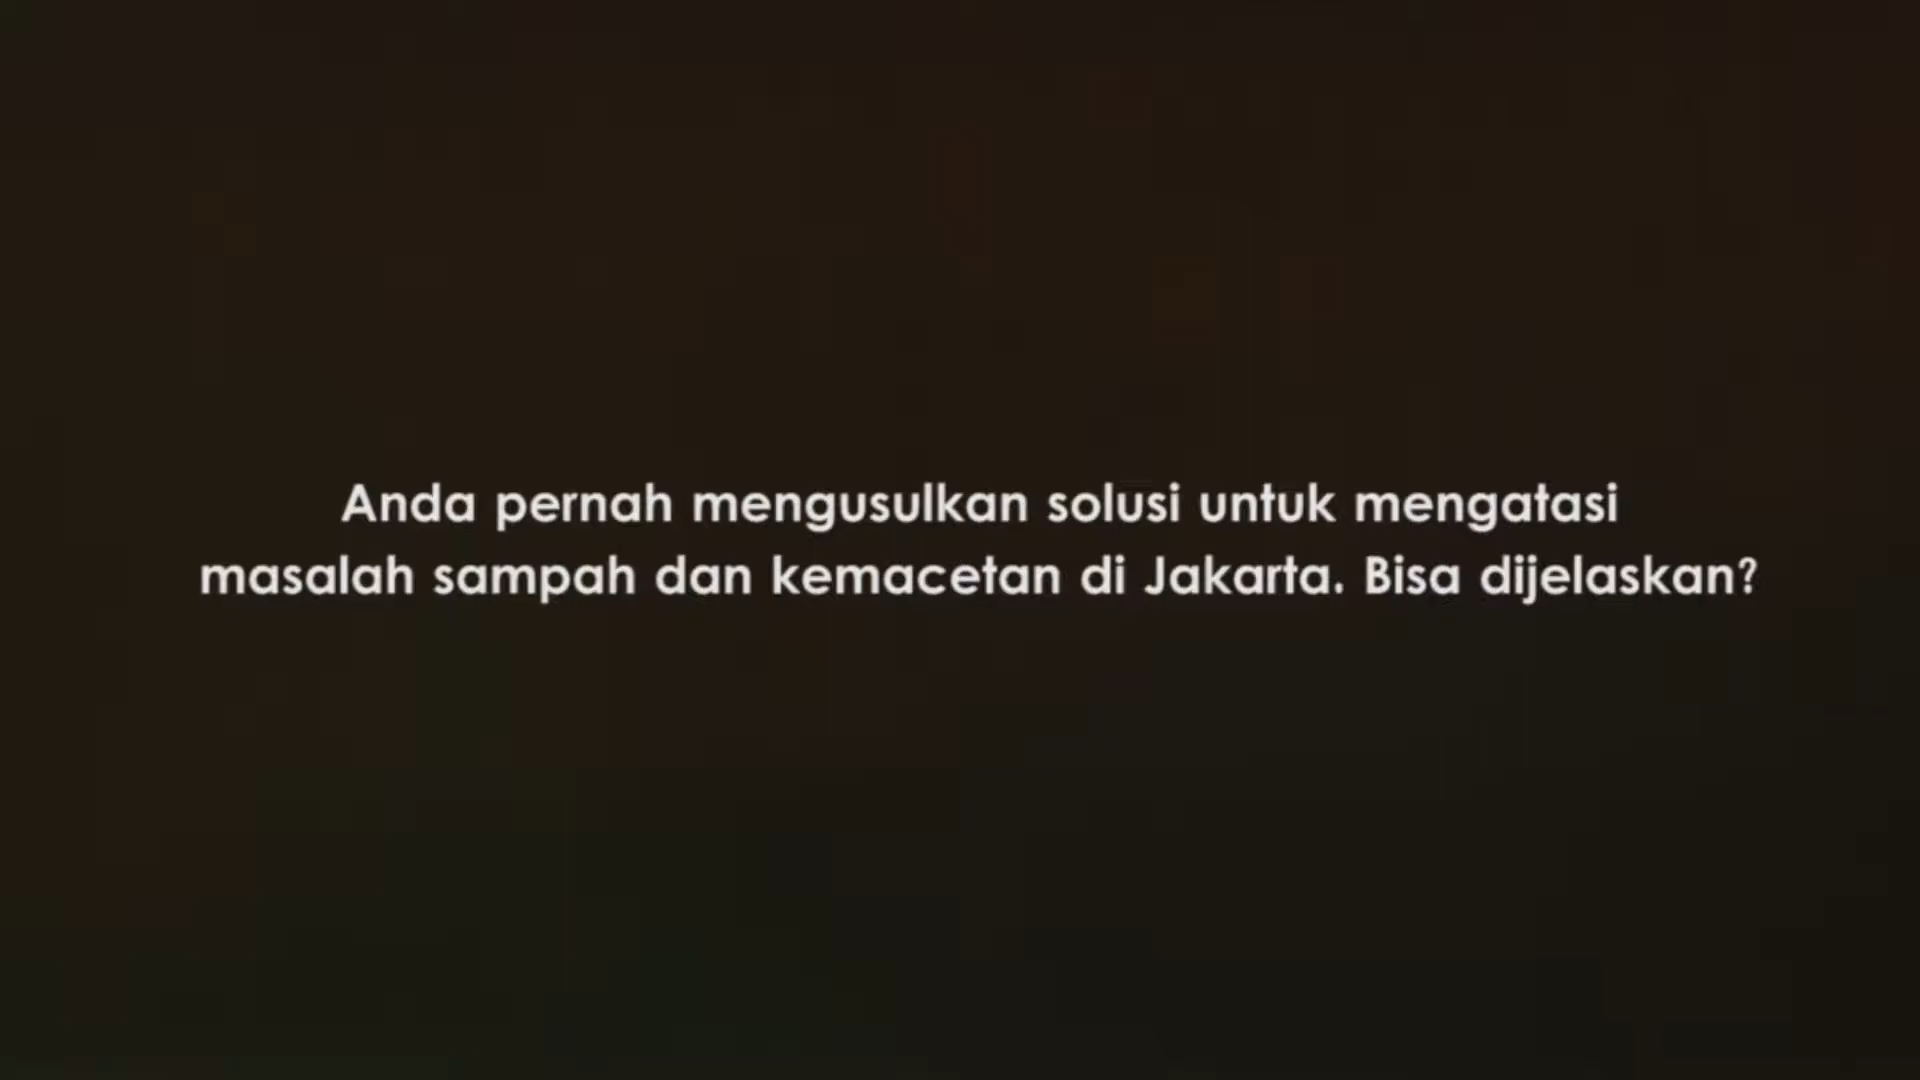 Anda pernah mengusulkan solusi untuk mengatasi
masalah sampah dan kemacetan di Jakarta. Bisa dijelaskan?